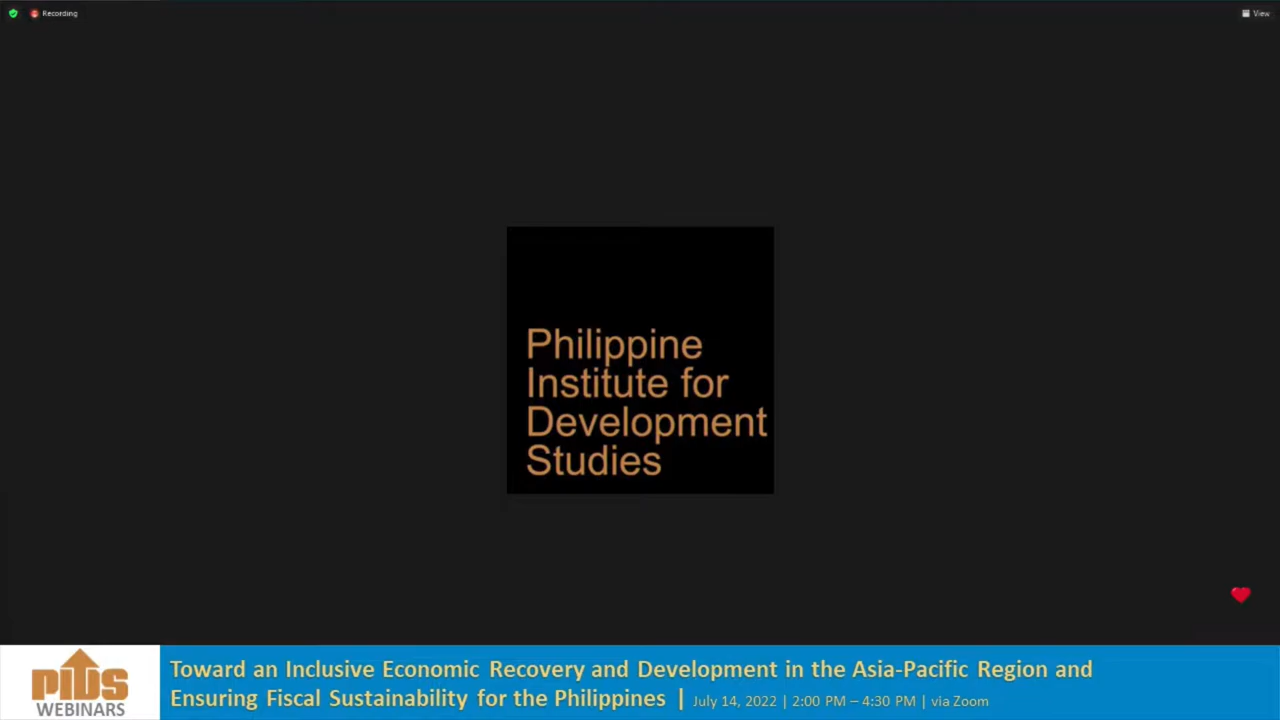 Recording
View
Philippine
Institute for
Development
Studies
pids
WEBINARS
Toward an Inclusive Economic Recovery and Development in the Asia-Pacific Region and
Ensuring Fiscal Sustainability for the Philippines | July 14, 2022 | 2:00 PM – 4:30 PM | via Zoom